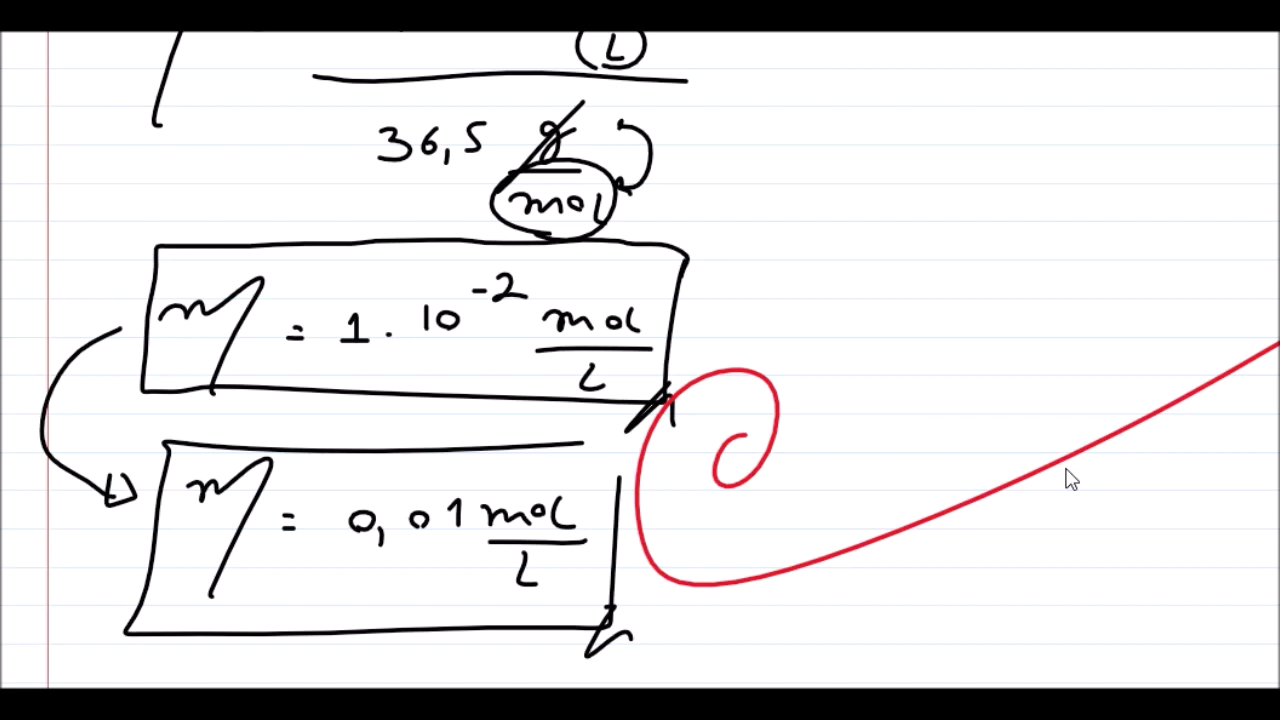 L
36,5 g
mol
m = 1 . 10^-2 mol
L
m = 0,01 mol
L